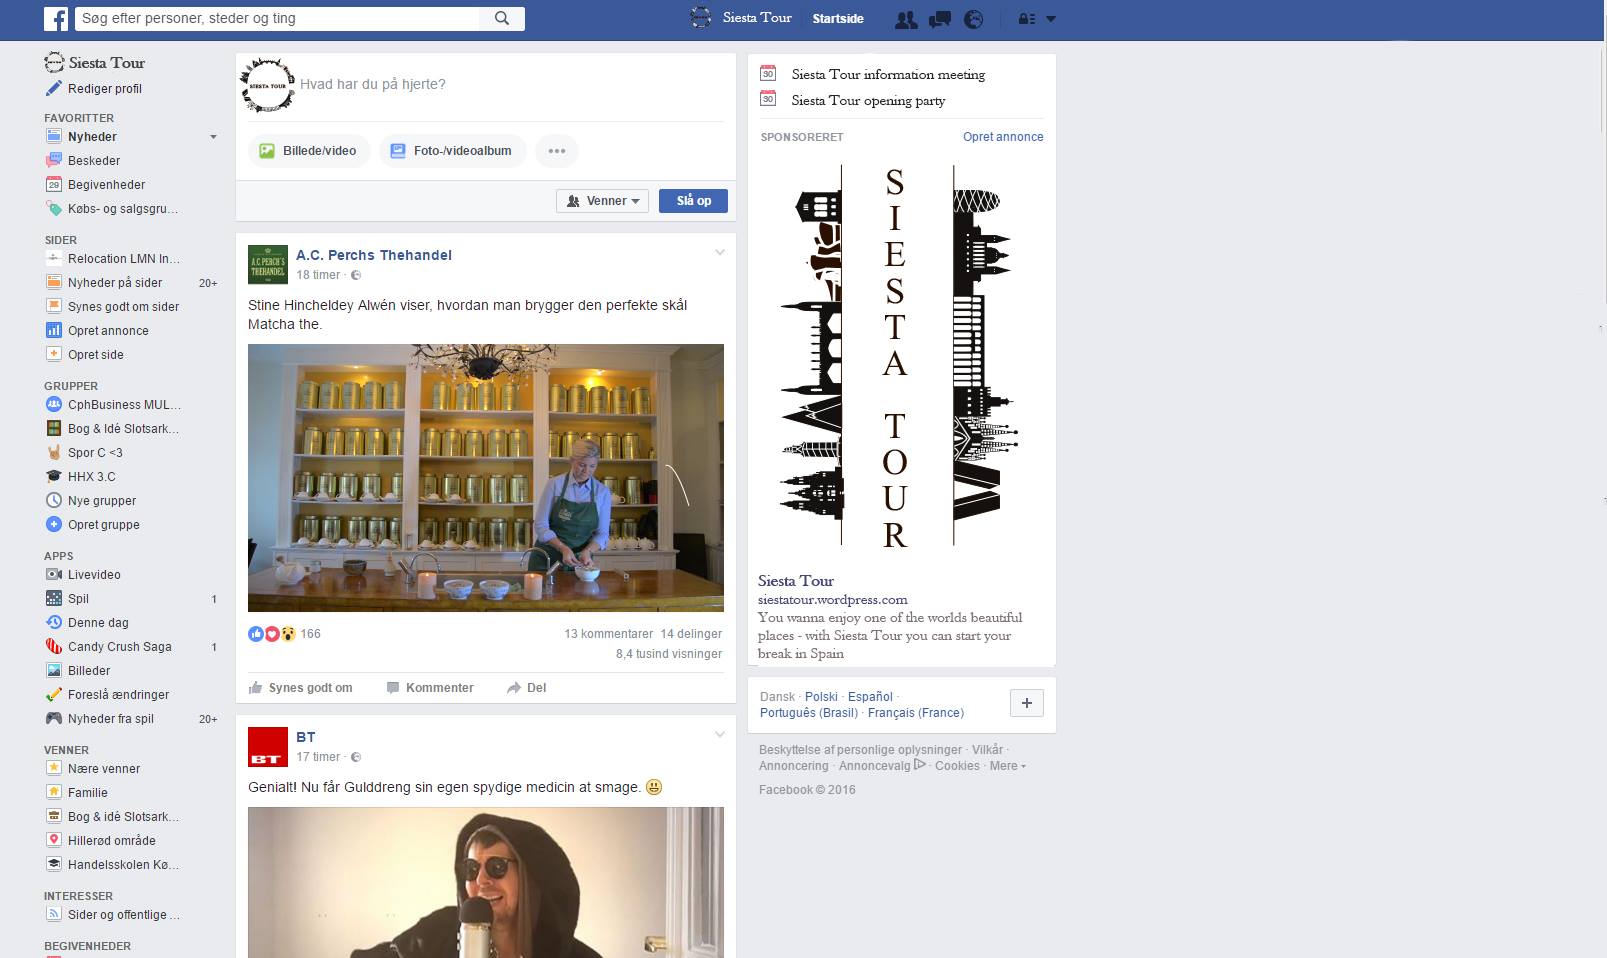 Søg efter personer, steder og ting
Siesta Tour
Startside
Siesta Tour
Rediger profil
FAVORITTER
Nyheder
Beskeder
Begivenheder
Købs- og salgsgru...
SIDER
Relocation LMN In...
Nyheder på sider 20+
Synes godt om sider
Opret annonce
Opret side
GRUPPER
CphBusiness MUL...
Bog & Idé Slotsark...
Spor C <3
HHX 3.C
Nye grupper
Opret gruppe
APPS
Livevideo
Spil 1
Denne dag
Candy Crush Saga 1
Billeder
Foreslå ændringer
Nyheder fra spil 20+
VENNER
Nære venner
Familie
Bog & idé Slotsark...
Hillerød område
Handelsskolen Kø...
INTERESSER
Sider og offentlige ...
BEGIVENHEDER
SIESTA TOUR
Hvad har du på hjerte?
Billede/video
Foto-/videoalbum
Venner
Slå op
A.C. PERCH'S
THEHANDEL
A.C. Perchs Thehandel
18 timer ·
Stine Hincheldey Alwén viser, hvordan man brygger den perfekte skål
Matcha the.
166
13 kommentarer 14 delinger
8,4 tusind visninger
Synes godt om
Kommenter
Del
BT
BT
17 timer ·
Genialt! Nu får Gulddreng sin egen spydige medicin at smage. 😃
30 Siesta Tour information meeting
30 Siesta Tour opening party
SPONSORERET
Opret annonce
SIESTA TOUR
Siesta Tour
siestatour.wordpress.com
You wanna enjoy one of the worlds beautiful
places - with Siesta Tour you can start your
break in Spain
Dansk · Polski · Español ·
Português (Brasil) · Français (France)
Beskyttelse af personlige oplysninger · Vilkår ·
Annoncering · Annoncevalg · Cookies · Mere
Facebook © 2016